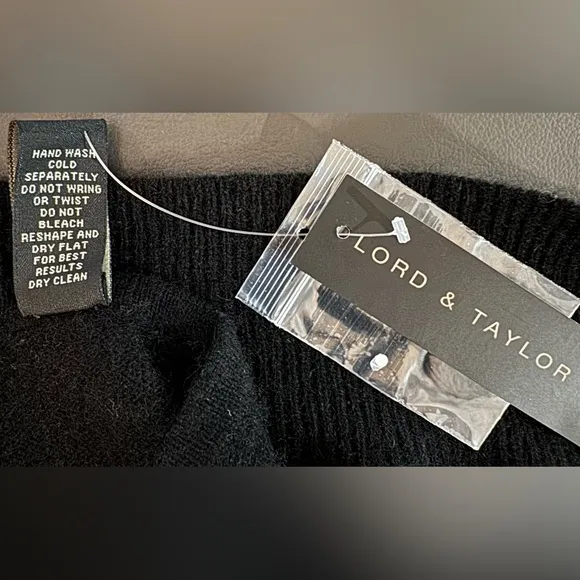 HAND WASH
COLD
SEPARATELY
DO NOT WRING
OR TWIST
DO NOT
BLEACH
RESHAPE AND
DRY FLAT
FOR BEST
RESULTS
DRY CLEAN
LORD & TAYLOR